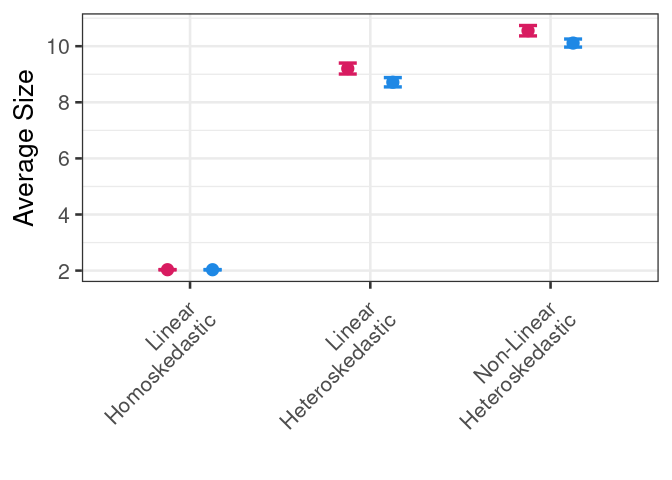 Average Size
10
8
6
4
2
Linear
Homoskedastic
Linear
Heteroskedastic
Non-Linear
Heteroskedastic